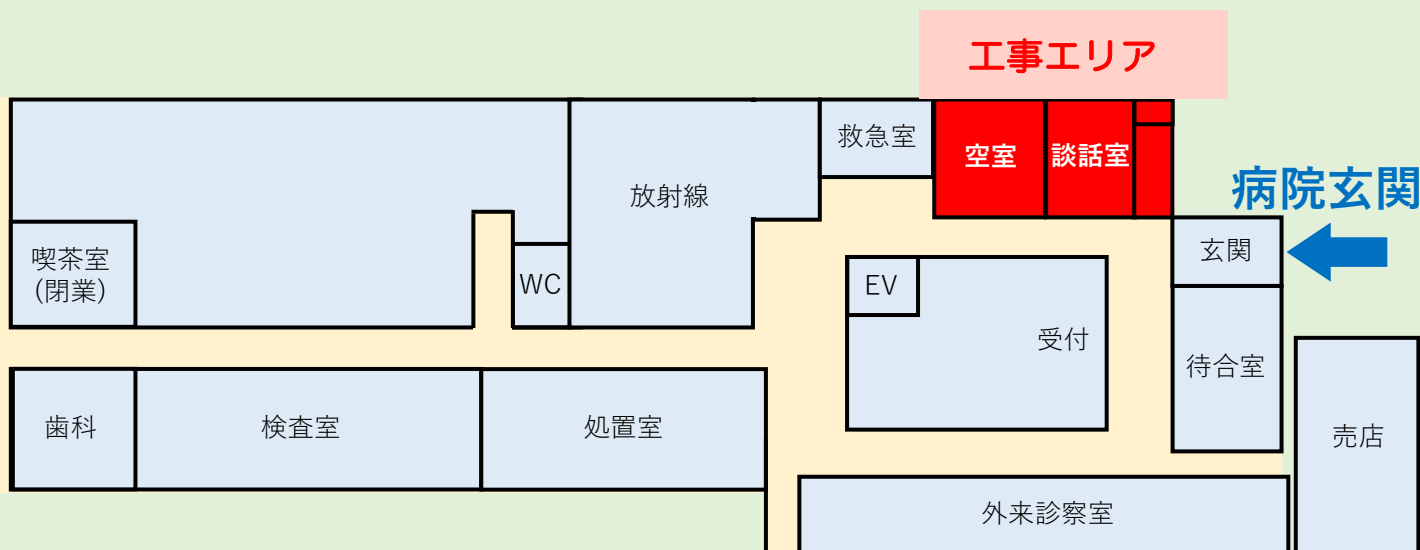 工事エリア
救急室
空室
談話室
放射線
病院玄関
喫茶室
(閉業)
WC
EV
玄関
受付
待合室
歯科
検査室
処置室
売店
外来診察室